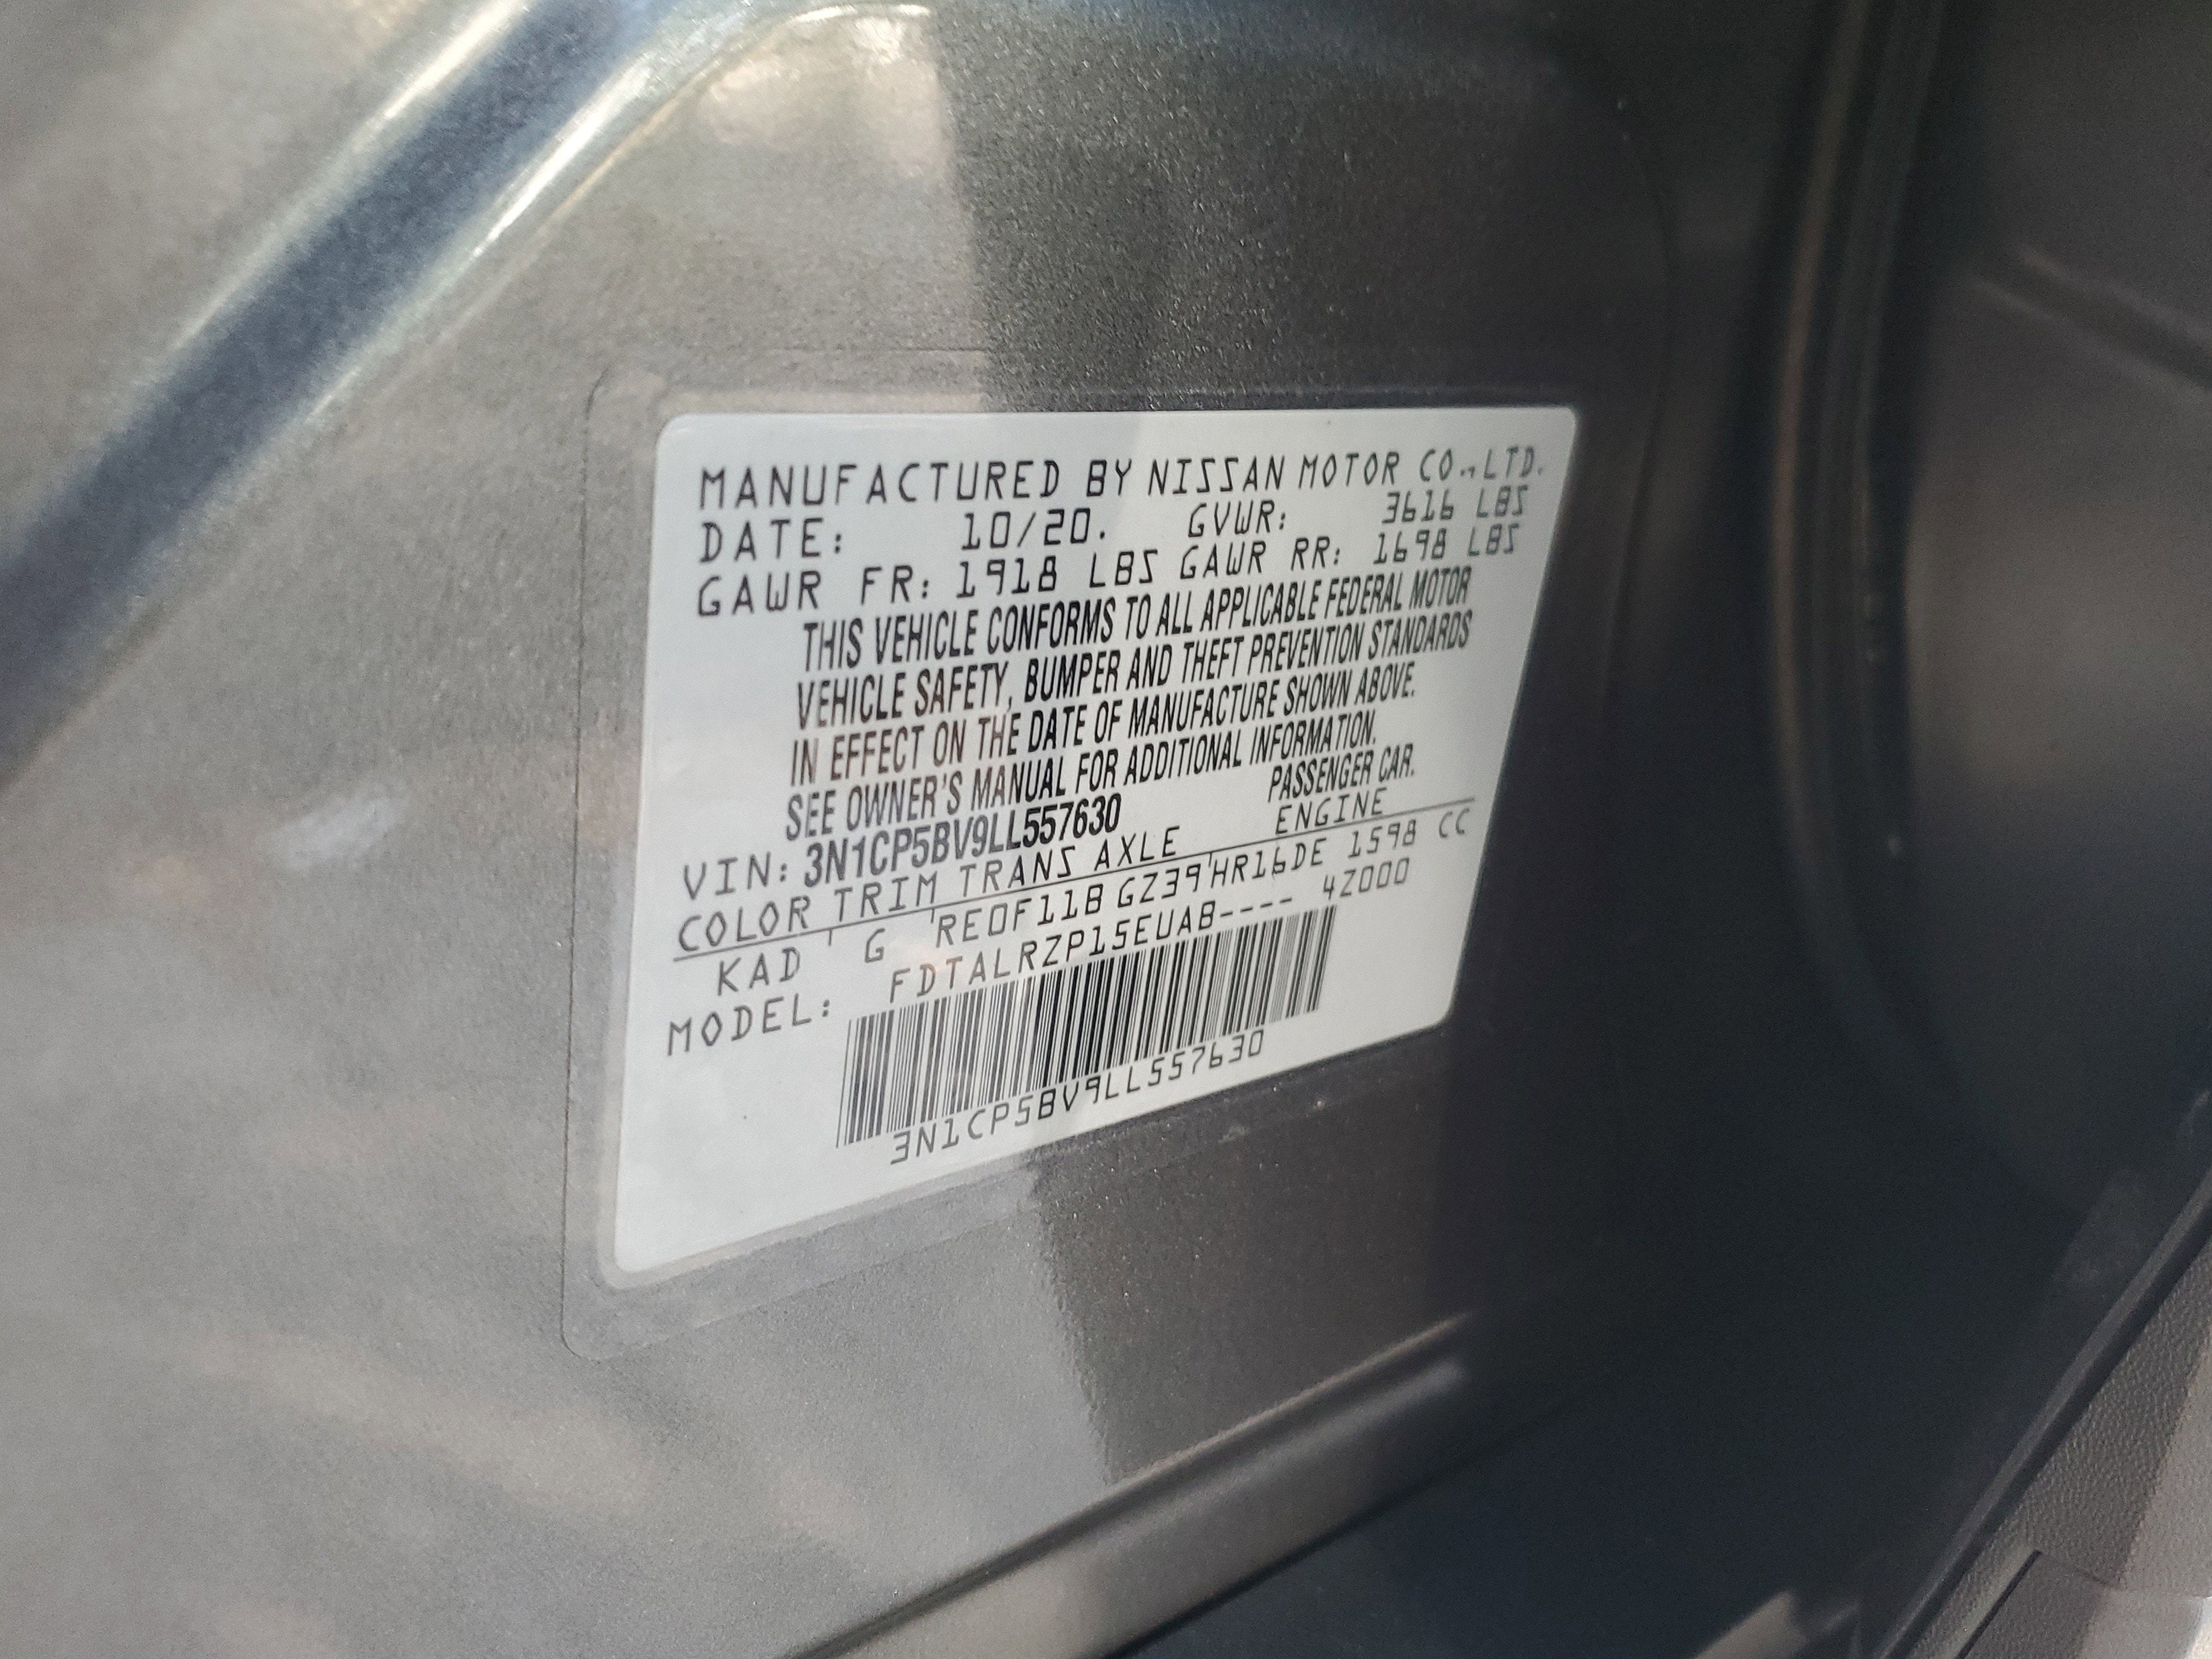 MANUFACTURED BY NISSAN MOTOR CO., LTD.
DATE: 10/20. GVWR: 3616 LBS
GAWR FR: 1918 LBS GAWR RR: 1698 LBS
THIS VEHICLE CONFORMS TO ALL APPLICABLE FEDERAL MOTOR
VEHICLE SAFETY, BUMPER AND THEFT PREVENTION STANDARDS
IN EFFECT ON THE DATE OF MANUFACTURE SHOWN ABOVE.
SEE OWNER'S MANUAL FOR ADDITIONAL INFORMATION.
VIN: 3N1CP5BV9LL557630 PASSENGER CAR.
COLOR TRIM TRANS AXLE ENGINE
KAD G RE0F11B GZ39 HR16DE 1598 CC
MODEL: FDTALRZP15EUAB---- 4Z000
3N1CP5BV9LL557630